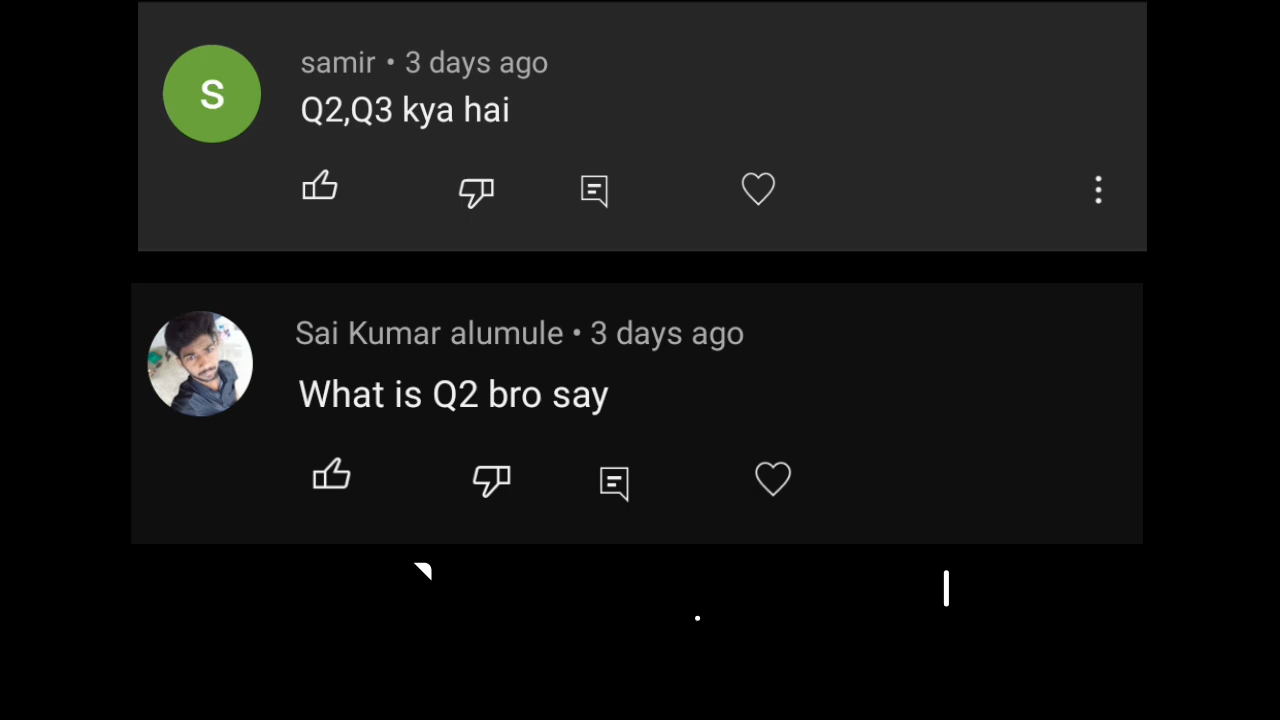 S
samir • 3 days ago
Q2,Q3 kya hai
Sai Kumar alumule • 3 days ago
What is Q2 bro say